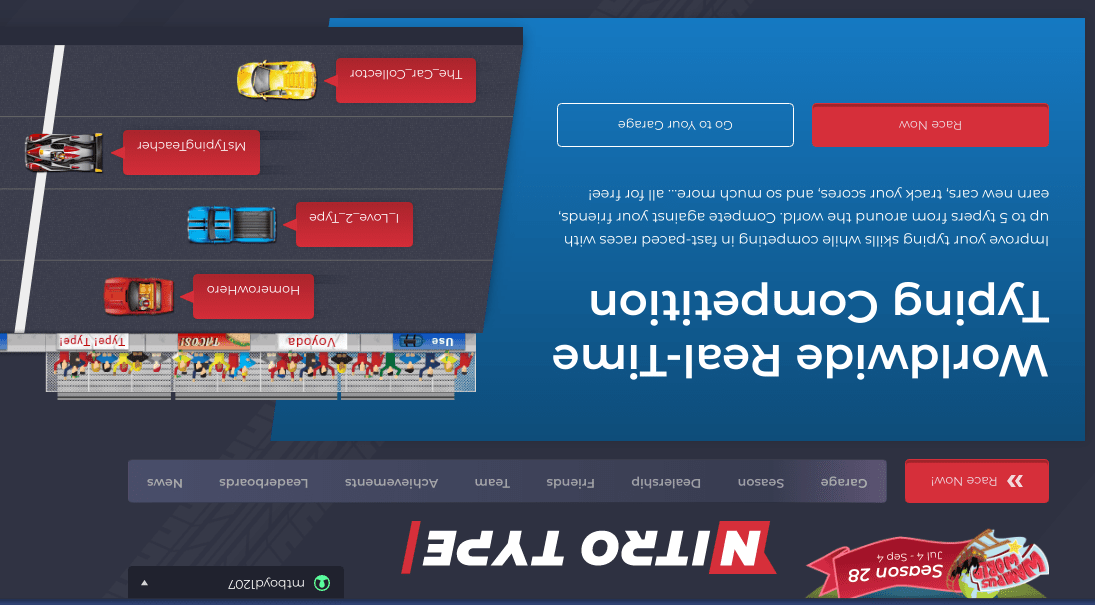 WAMPUS WORLD
Season 28
Jul 4 - Sep 4
NITRO TYPE
mtboyd1207
Race Now!
Garage
Season
Dealership
Friends
Team
Achievements
Leaderboards
News
Worldwide Real-Time
Typing Competition
Improve your typing skills while competing in fast-paced races with
up to 5 typers from around the world. Compete against your friends,
earn new cars, track your scores, and so much more... all for free!
Race Now
Go to Your Garage
Use
Voyoda
TACOS!
Type! Type!
HomerowHero
I_Love_2_Type
MsTypingTeacher
The_Car_Collector